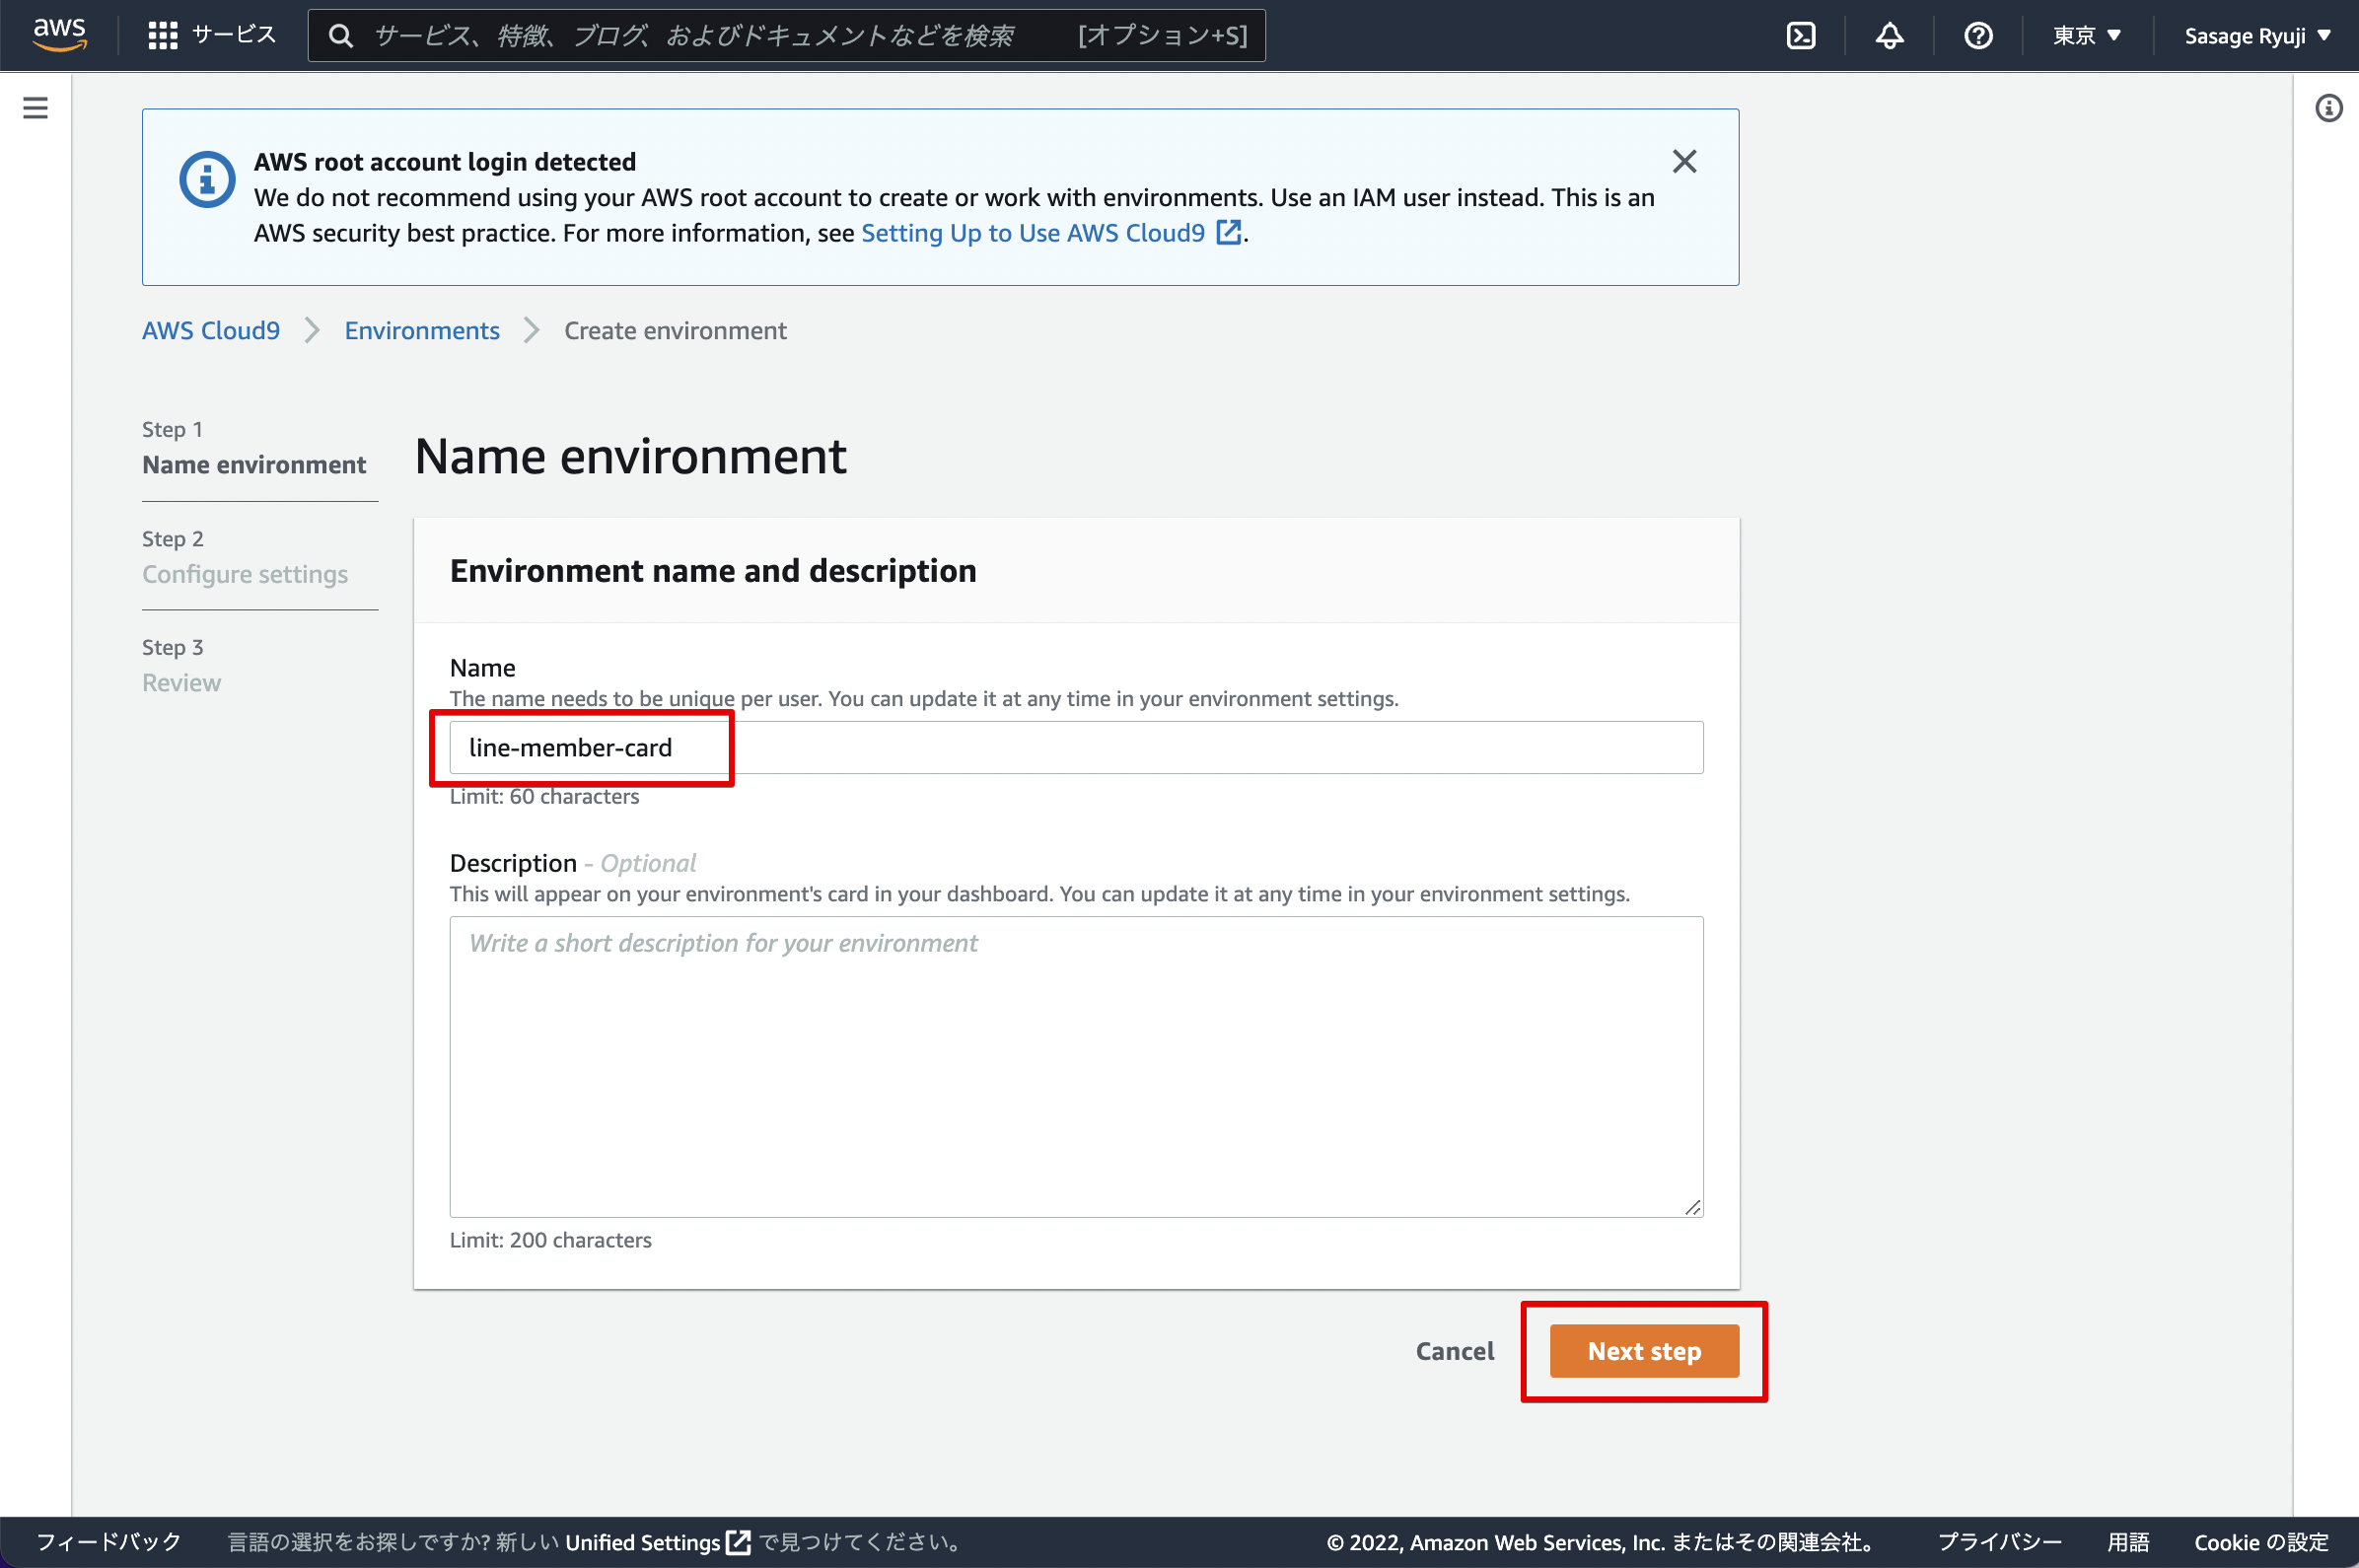 aws サービス サービス、特徴、ブログ、およびドキュメントなどを検索 [オプション+S] 東京 Sasage Ryuji
AWS root account login detected
We do not recommend using your AWS root account to create or work with environments. Use an IAM user instead. This is an
AWS security best practice. For more information, see Setting Up to Use AWS Cloud9.
AWS Cloud9 Environments Create environment
Step 1
Name environment
Step 2
Configure settings
Step 3
Review
Name environment
Environment name and description
Name
The name needs to be unique per user. You can update it at any time in your environment settings.
line-member-card
Limit: 60 characters
Description - Optional
This will appear on your environment's card in your dashboard. You can update it at any time in your environment settings.
Write a short description for your environment
Limit: 200 characters
Cancel Next step
フィードバック 言語の選択をお探しですか? 新しい Unified Settings で見つけてください。 © 2022, Amazon Web Services, Inc. またはその関連会社。 プライバシー 用語 Cookie の設定